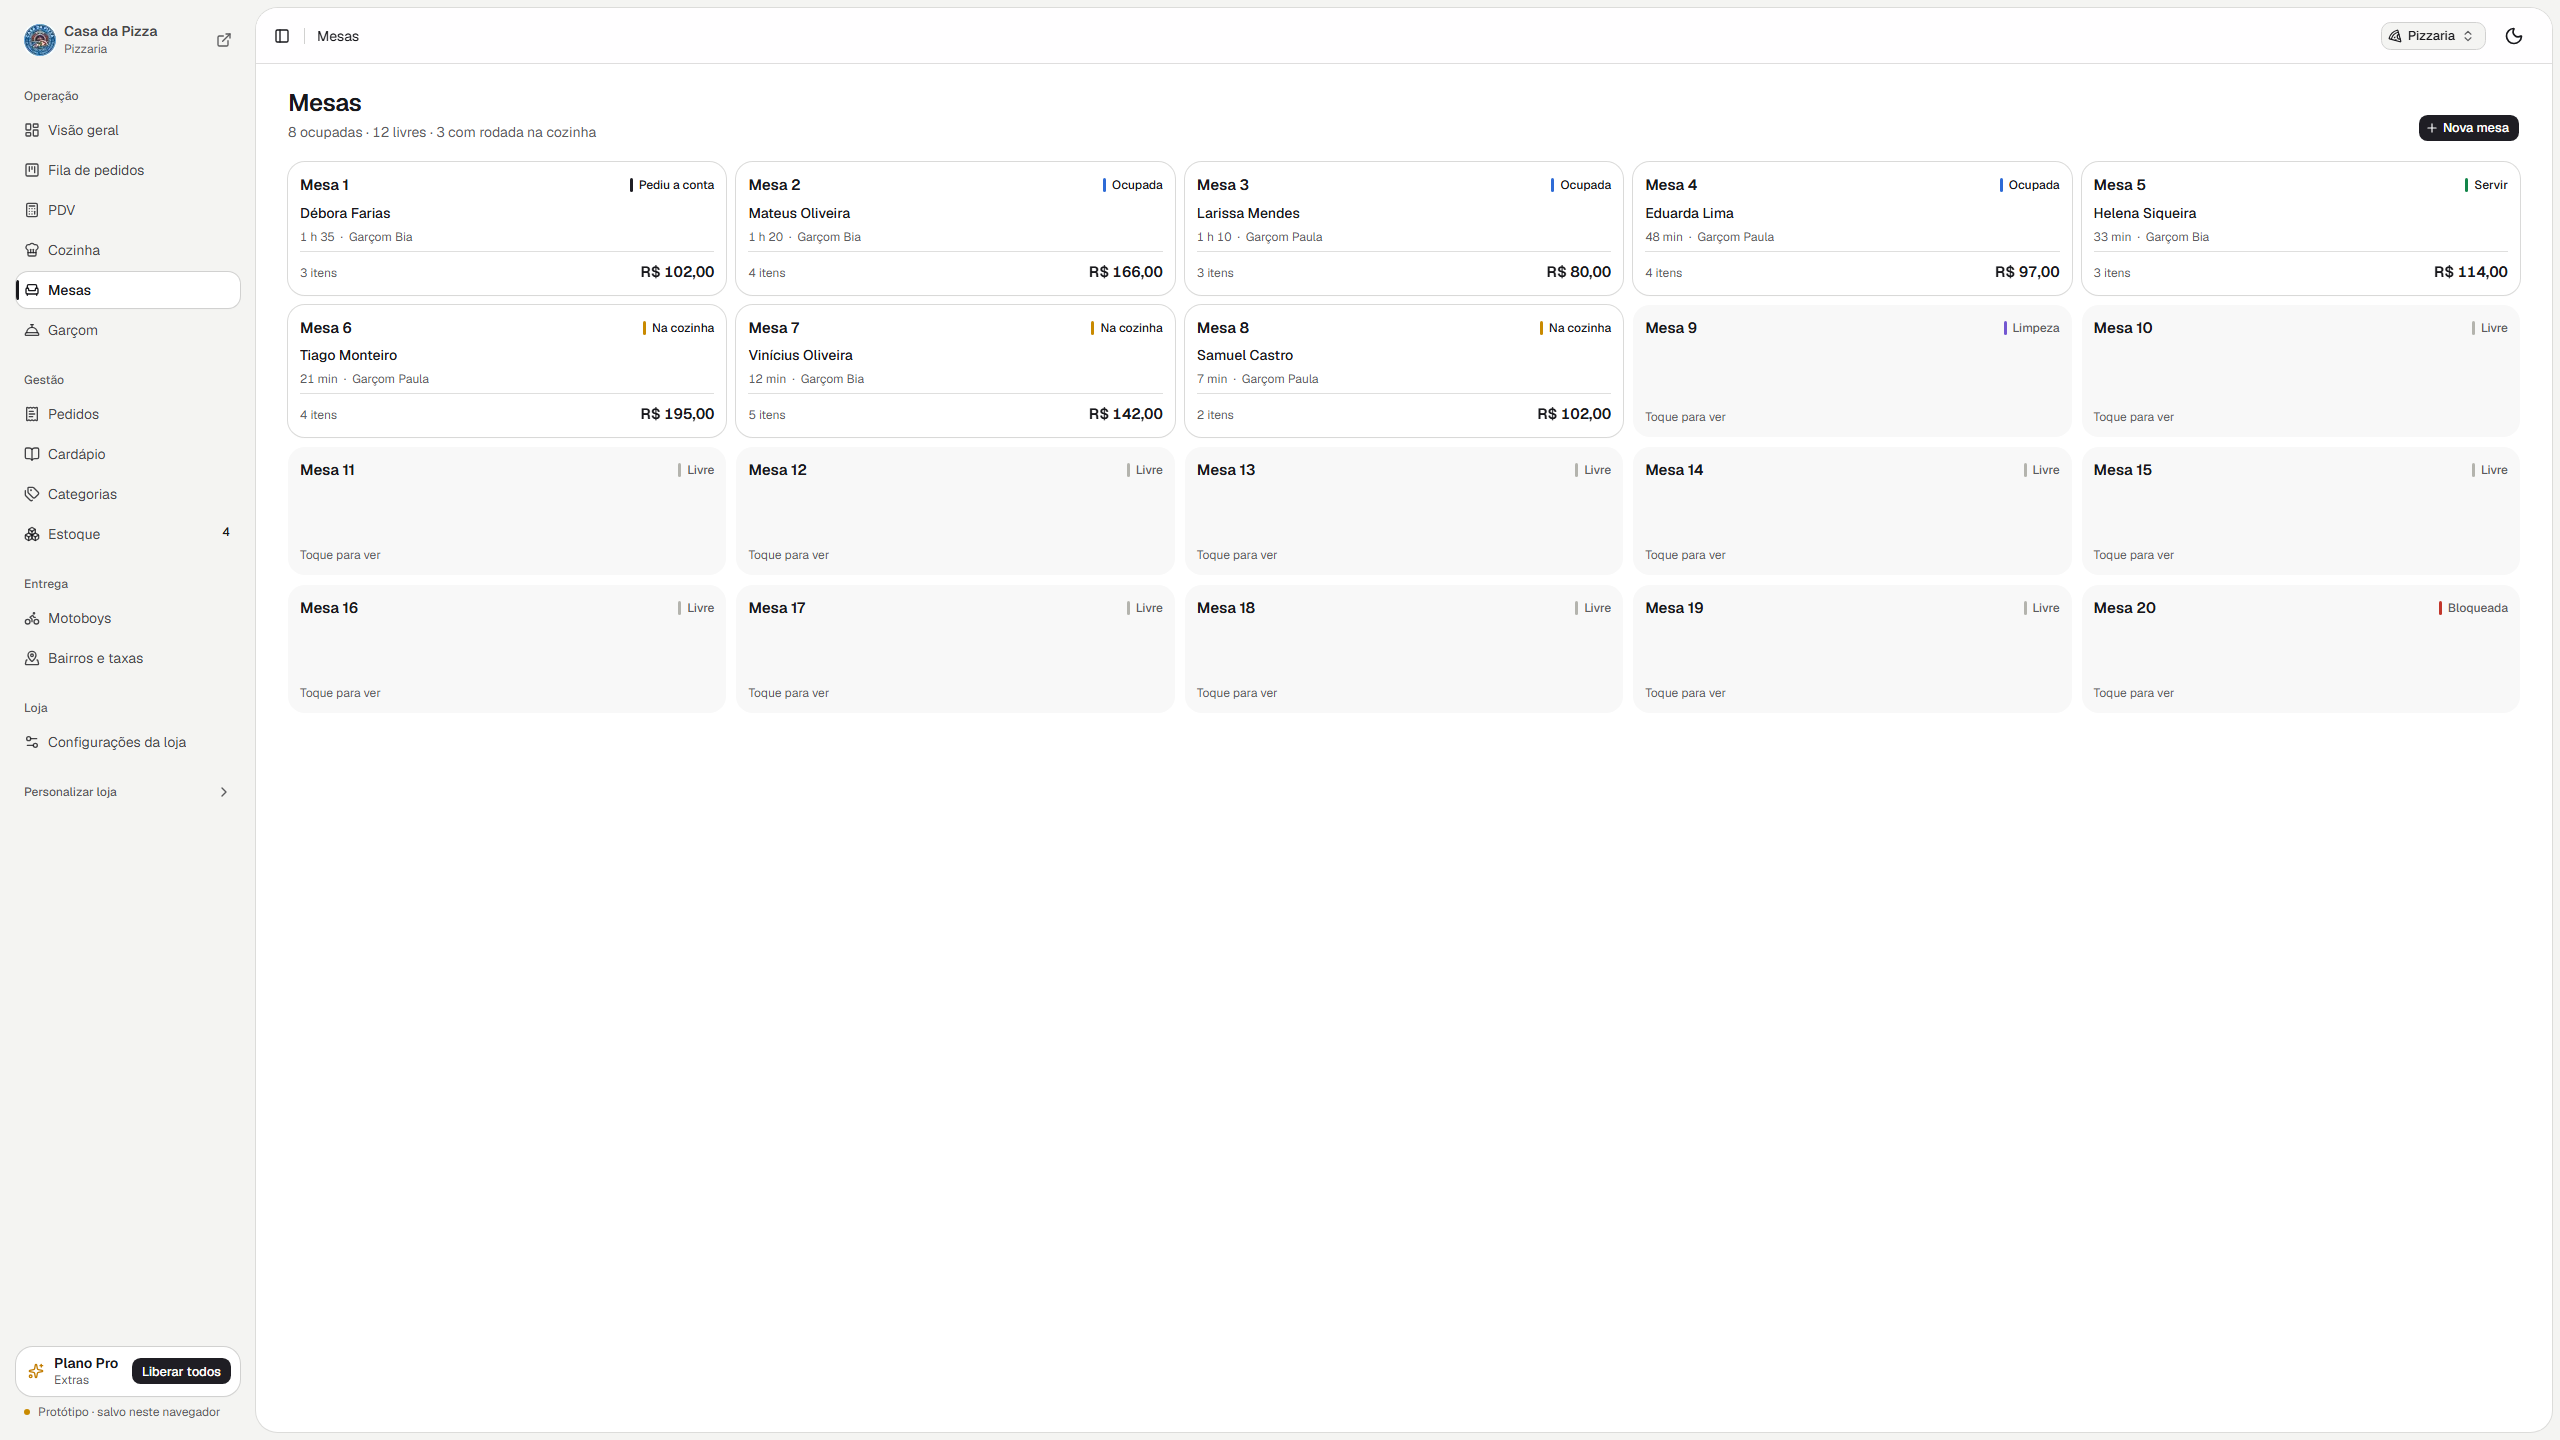 Casa da Pizza
Pizzaria
Operação
Visão geral
Fila de pedidos
PDV
Cozinha
Mesas
Garçom
Gestão
Pedidos
Cardápio
Categorias
Estoque 4
Entrega
Motoboys
Bairros e taxas
Loja
Configurações da loja
Personalizar loja
Plano Pro
Extras
Liberar todos
Protótipo · salvo neste navegador
Mesas
Pizzaria
Mesas
8 ocupadas · 12 livres · 3 com rodada na cozinha
+ Nova mesa
Mesa 1 Pediu a conta
Débora Farias
1 h 35 · Garçom Bia
3 itens R$ 102,00
Mesa 2 Ocupada
Mateus Oliveira
1 h 20 · Garçom Bia
4 itens R$ 166,00
Mesa 3 Ocupada
Larissa Mendes
1 h 10 · Garçom Paula
3 itens R$ 80,00
Mesa 4 Ocupada
Eduarda Lima
48 min · Garçom Paula
4 itens R$ 97,00
Mesa 5 Servir
Helena Siqueira
33 min · Garçom Bia
3 itens R$ 114,00
Mesa 6 Na cozinha
Tiago Monteiro
21 min · Garçom Paula
4 itens R$ 195,00
Mesa 7 Na cozinha
Vinícius Oliveira
12 min · Garçom Bia
5 itens R$ 142,00
Mesa 8 Na cozinha
Samuel Castro
7 min · Garçom Paula
2 itens R$ 102,00
Mesa 9 Limpeza
Toque para ver
Mesa 10 Livre
Toque para ver
Mesa 11 Livre
Toque para ver
Mesa 12 Livre
Toque para ver
Mesa 13 Livre
Toque para ver
Mesa 14 Livre
Toque para ver
Mesa 15 Livre
Toque para ver
Mesa 16 Livre
Toque para ver
Mesa 17 Livre
Toque para ver
Mesa 18 Livre
Toque para ver
Mesa 19 Livre
Toque para ver
Mesa 20 Bloqueada
Toque para ver